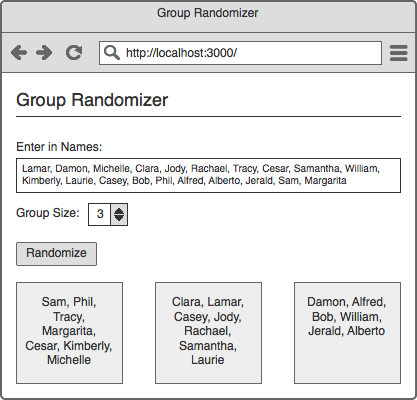 Group Randomizer
http://localhost:3000/
Group Randomizer
Enter in Names:
Lamar, Damon, Michelle, Clara, Jody, Rachael, Tracy, Cesar, Samantha, William,
Kimberly, Laurie, Casey, Bob, Phil, Alfred, Alberto, Jerald, Sam, Margarita
Group Size: 3
Randomize
Sam, Phil,
Tracy,
Margarita,
Cesar, Kimberly,
Michelle
Clara, Lamar,
Casey, Jody,
Rachael,
Samantha,
Laurie
Damon, Alfred,
Bob, William,
Jerald, Alberto